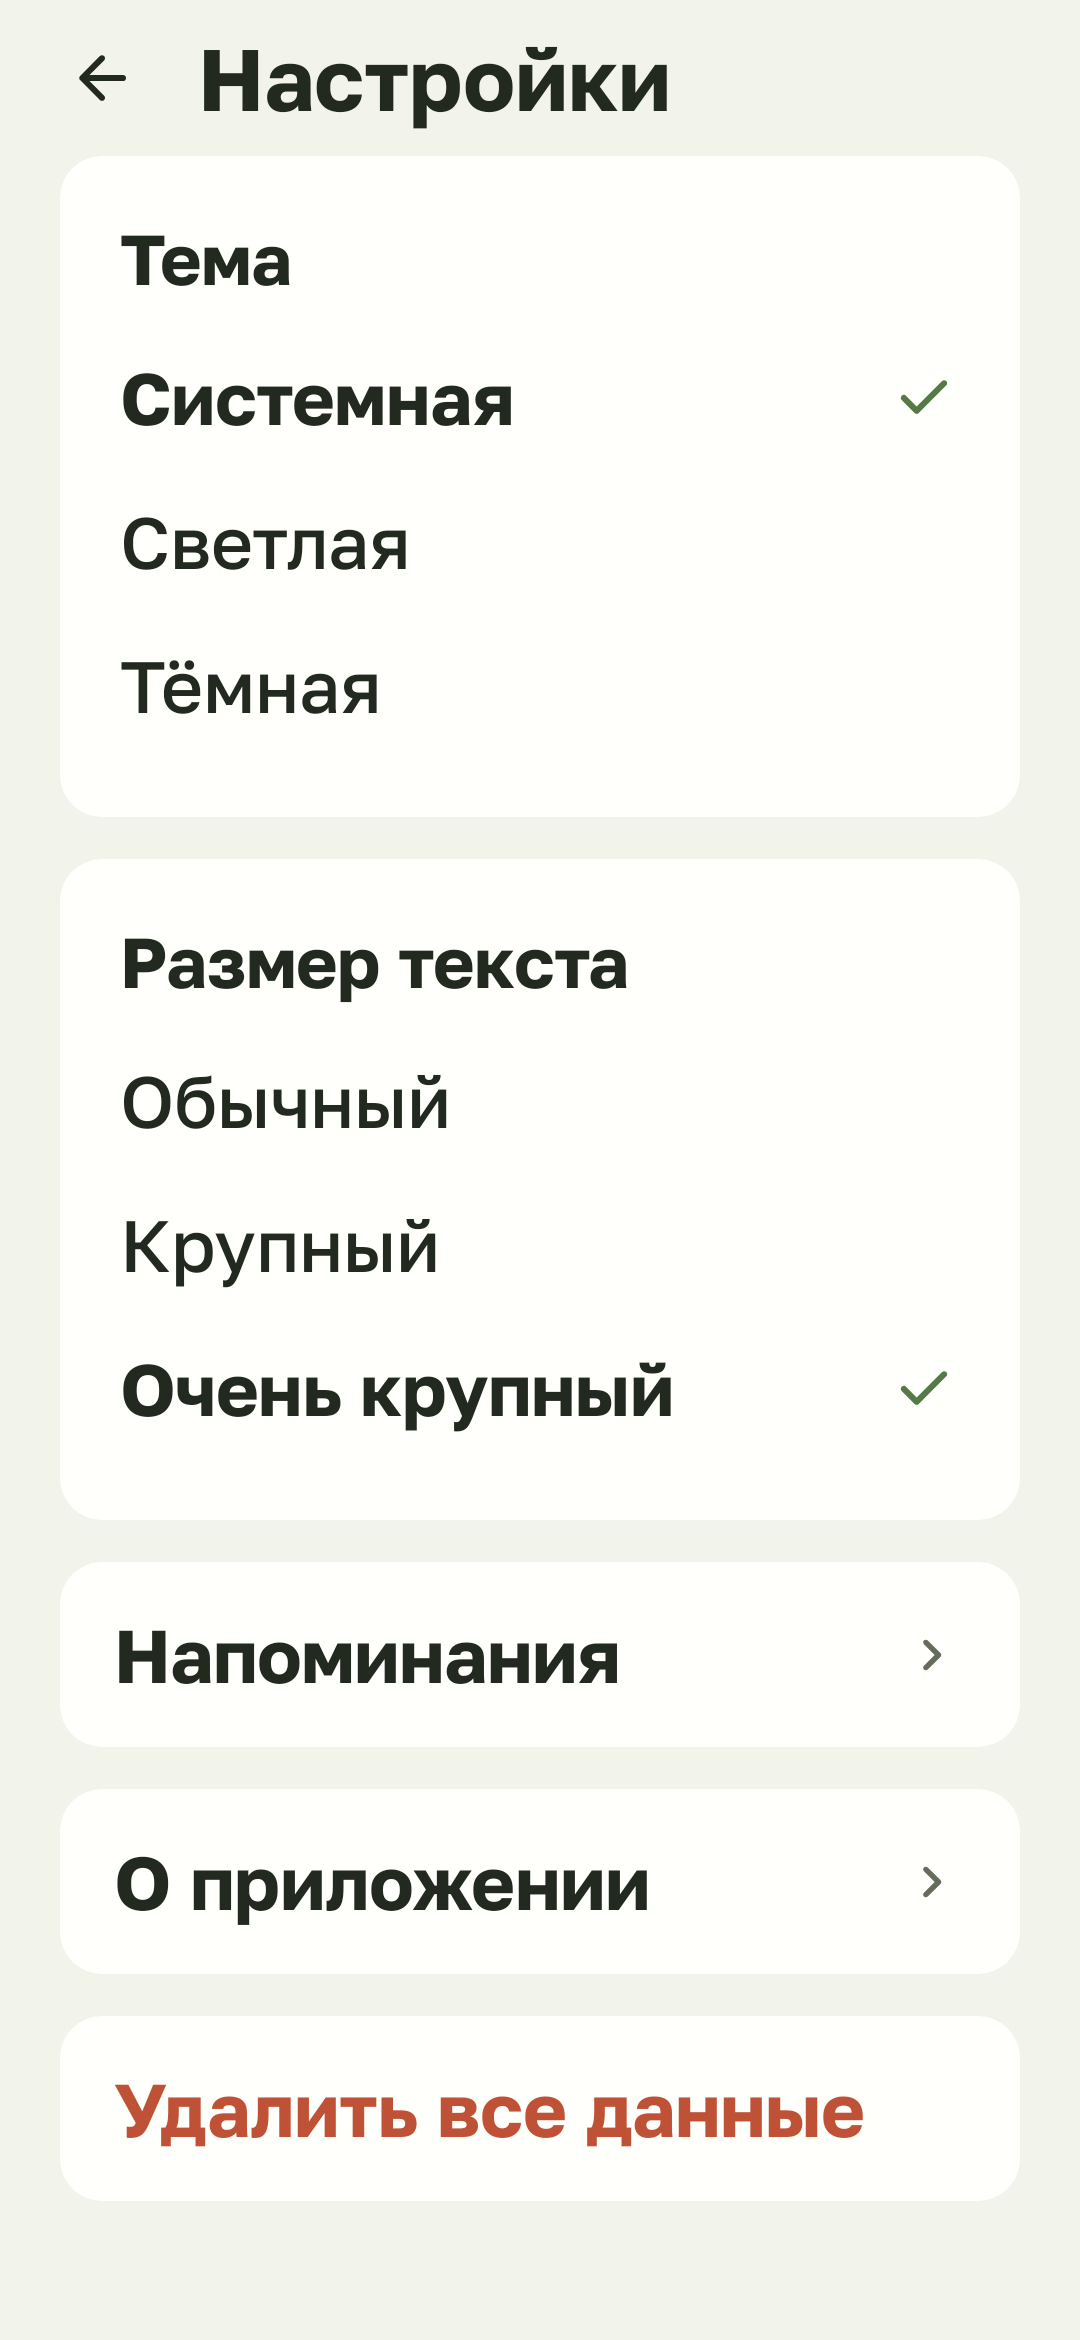 Настройки
Тема
Системная
Светлая
Тёмная
Размер текста
Обычный
Крупный
Очень крупный
Напоминания
О приложении
Удалить все данные